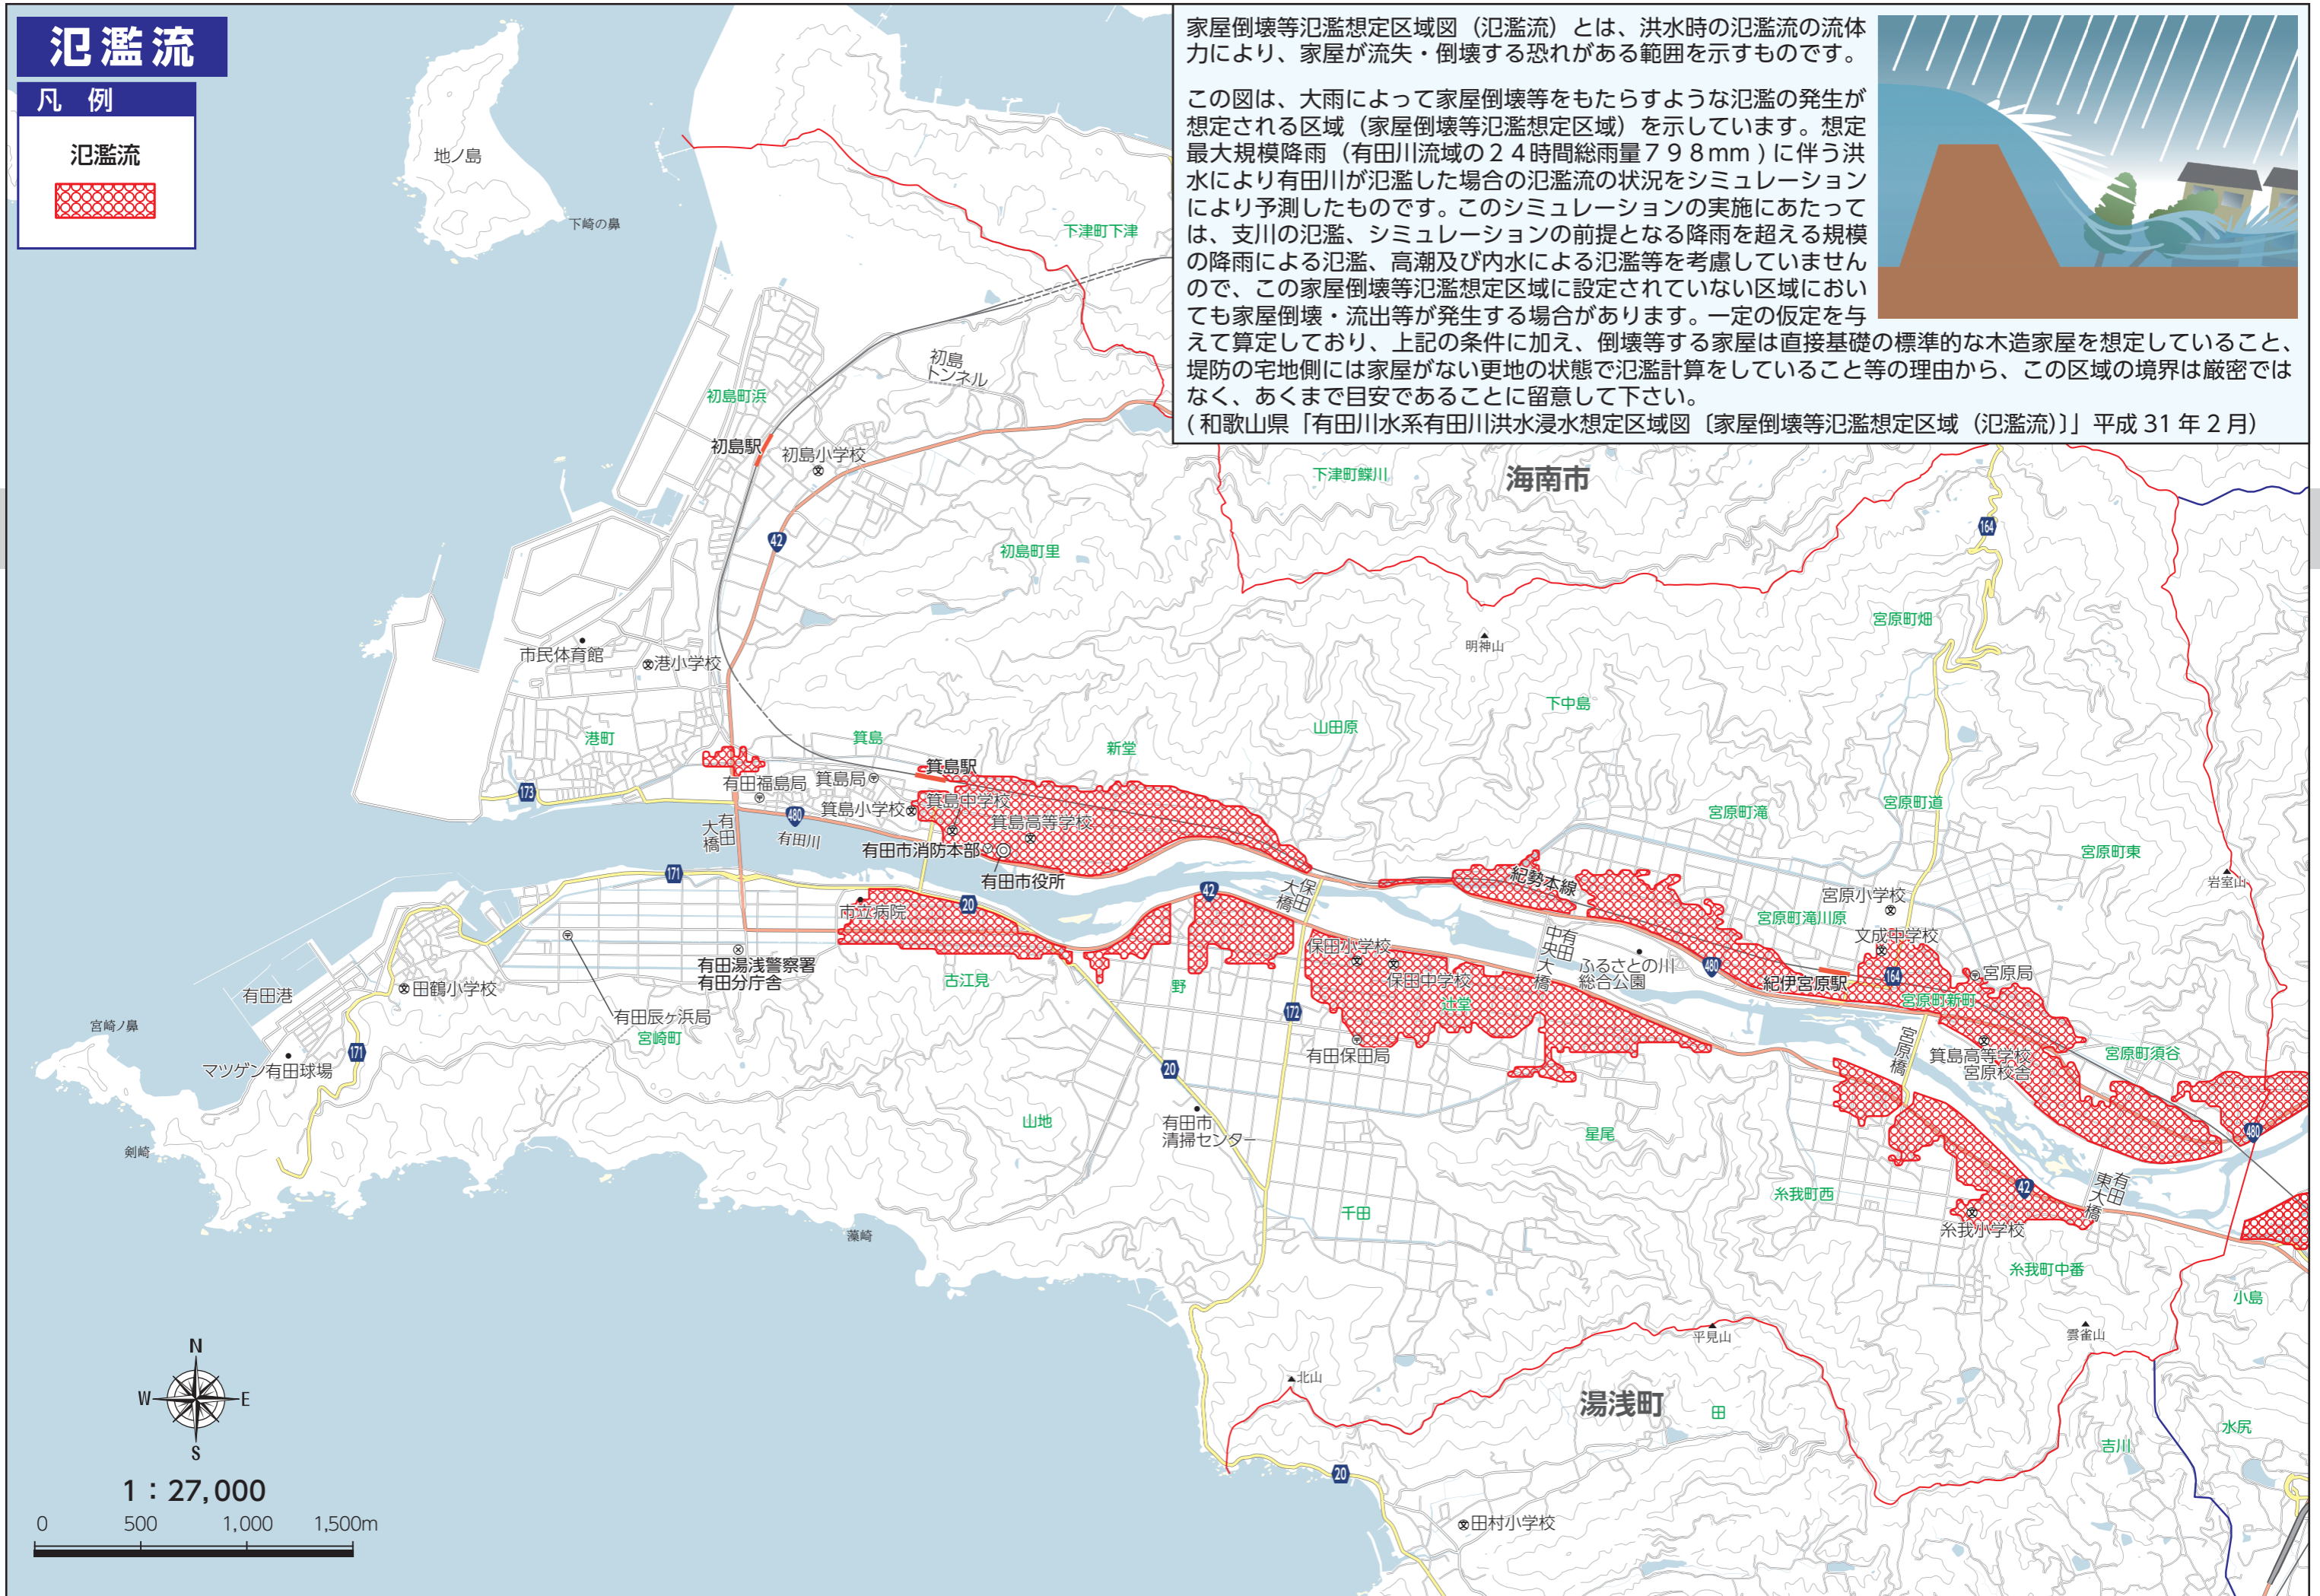 氾濫流
凡 例
氾濫流
家屋倒壊等氾濫想定区域図（氾濫流）とは、洪水時の氾濫流の流体
力により、家屋が流失・倒壊する恐れがある範囲を示すものです。
この図は、大雨によって家屋倒壊等をもたらすような氾濫の発生が
想定される区域（家屋倒壊等氾濫想定区域）を示しています。想定
最大規模降雨（有田川流域の２４時間総雨量７９８mm ) に伴う洪
水により有田川が氾濫した場合の氾濫流の状況をシミュレーション
により予測したものです。このシミュレーションの実施にあたって
は、支川の氾濫、シミュレーションの前提となる降雨を超える規模
の降雨による氾濫、高潮及び内水による氾濫等を考慮していません
ので、この家屋倒壊等氾濫想定区域に設定されていない区域におい
ても家屋倒壊・流出等が発生する場合があります。一定の仮定を与
えて算定しており、上記の条件に加え、倒壊等する家屋は直接基礎の標準的な木造家屋を想定していること、
堤防の宅地側には家屋がない更地の状態で氾濫計算をしていること等の理由から、この区域の境界は厳密では
なく、あくまで目安であることに留意して下さい。
( 和歌山県「有田川水系有田川洪水浸水想定区域図〔家屋倒壊等氾濫想定区域（氾濫流)〕」平成 31 年 2 月）
地ノ島
下崎の鼻
下津町下津
初島
トンネル
初島町浜
初島駅
初島小学校
下津町鰈川
海南市
42
164
初島町里
宮原町畑
明神山
市民体育館
港小学校
下中島
山田原
港町
箕島
新堂
箕島駅
有田福島局
箕島局
173
箕島小学校
箕島中学校
宮原町滝
宮原町道
480
有田大橋
有田川
箕島高等学校
有田市消防本部
有田市役所
宮原町東
岩室山
171
20
42
保田大橋
紀勢本線
宮原小学校
市立病院
宮原町滝川原
文成中学校
保田小学校
有田中央大橋
ふるさとの川
総合公園
480
有田湯浅警察署
有田分庁舎
保田中学校
紀伊宮原駅
164
宮原局
古江見
野
辻堂
宮原町新町
有田港
田鶴小学校
172
宮崎ノ鼻
有田辰ヶ浜局
宮崎町
171
有田保田局
宮原橋
箕島高等学校
宮原校舎
宮原町須谷
マツゲン有田球場
20
有田市
清掃センター
山地
星尾
480
剣崎
42
有田東大橋
糸我町西
千田
糸我小学校
藻崎
糸我町中番
小島
平見山
雲雀山
北山
湯浅町
田
水尻
吉川
20
田村小学校
N
W
E
S
1：27,000
0 500 1,000 1,500m